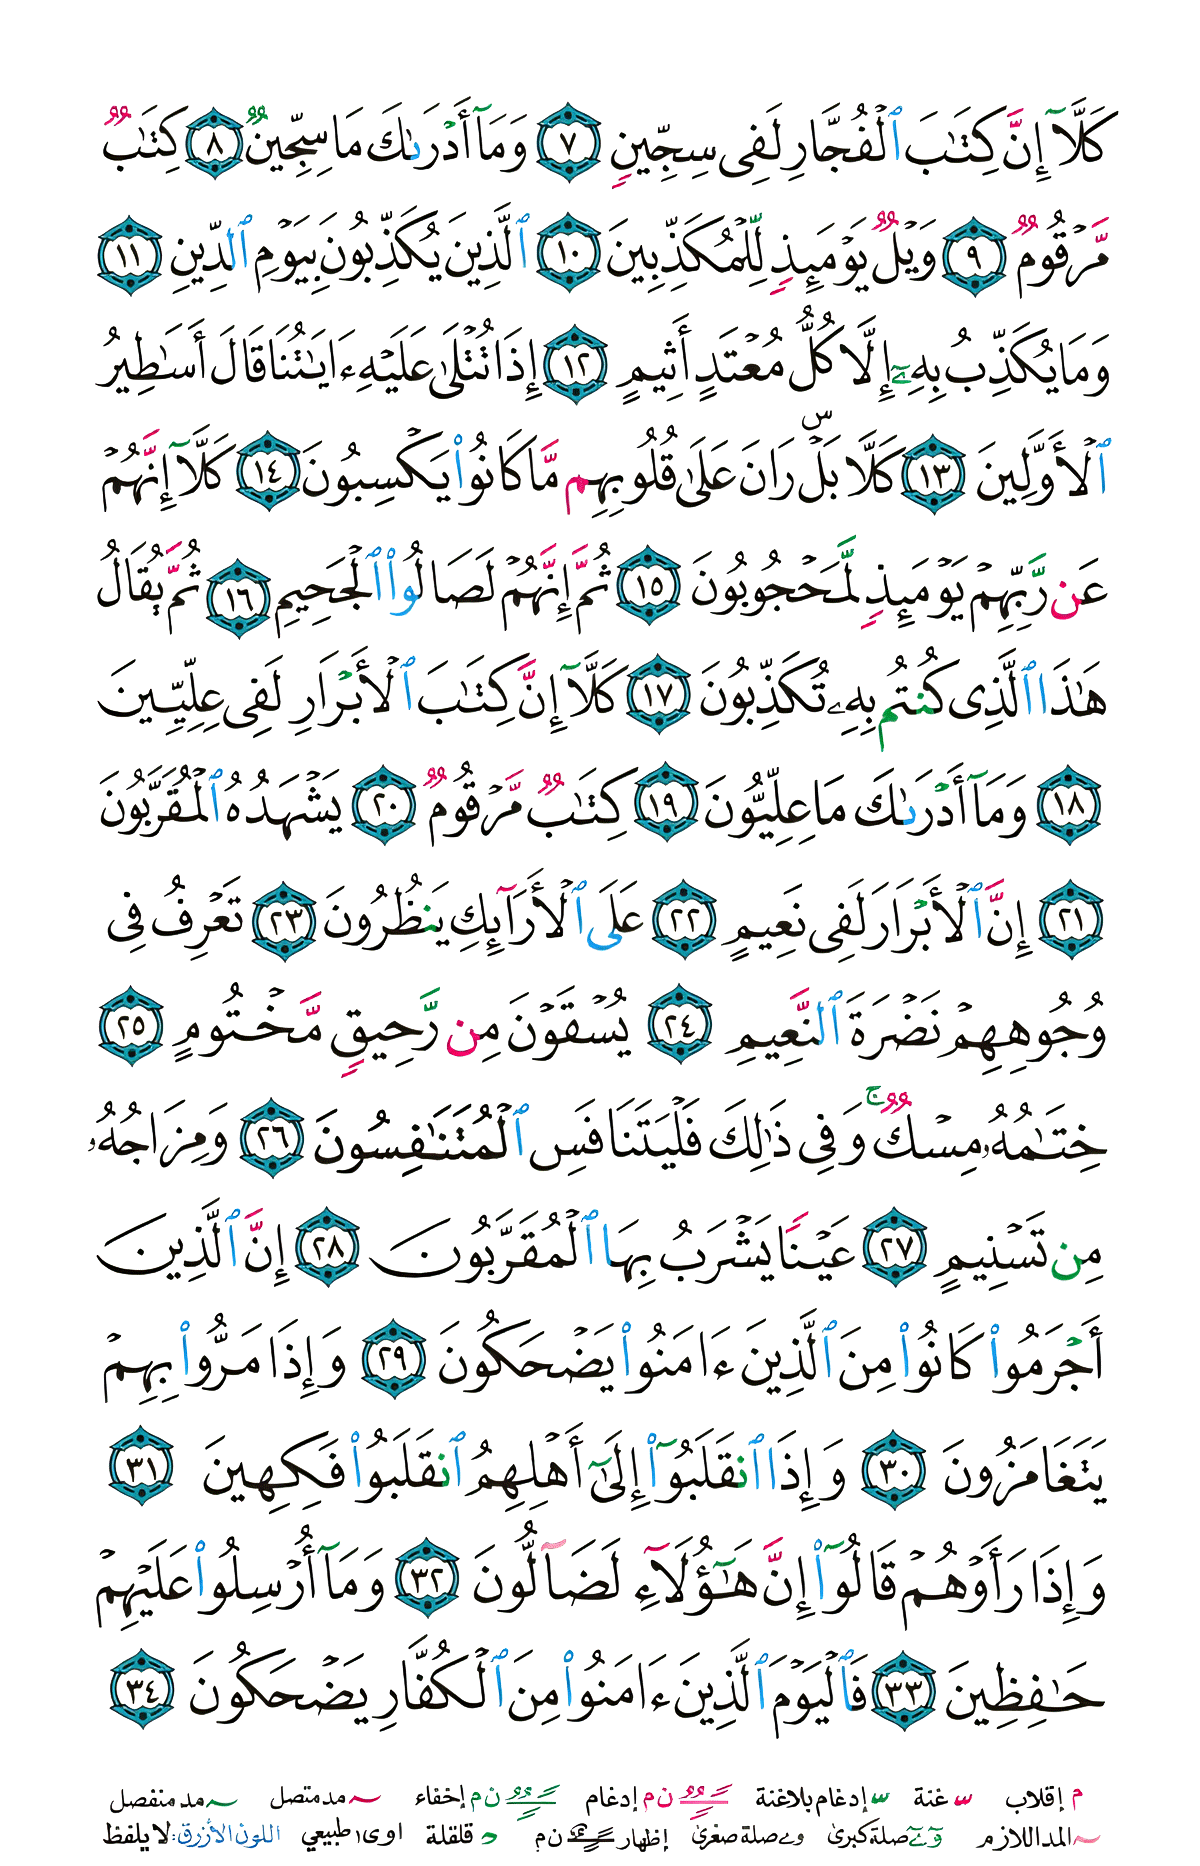 كَلَّآ إِنَّ كِتَـٰبَ ٱلْفُجَّارِ لَفِى سِجِّينٍ ٧ وَمَآ أَدْرَىٰكَ مَا سِجِّينٌ ٨ كِتَـٰبٌ
مَّرْقُومٌ ٩ وَيْلٌ يَوْمَئِذٍ لِّلْمُكَذِّبِينَ ١٠ ٱلَّذِينَ يُكَذِّبُونَ بِيَوْمِ ٱلدِّينِ ١١
وَمَا يُكَذِّبُ بِهِۦٓ إِلَّا كُلُّ مُعْتَدٍ أَثِيمٍ ١٢ إِذَا تُتْلَىٰ عَلَيْهِ ءَايَـٰتُنَا قَالَ أَسَـٰطِيرُ
ٱلْأَوَّلِينَ ١٣ كَلَّا بَلْ ۜ رَانَ عَلَىٰ قُلُوبِهِم مَّا كَانُوا۟ يَكْسِبُونَ ١٤ كَلَّآ إِنَّهُمْ
عَن رَّبِّهِمْ يَوْمَئِذٍ لَّمَحْجُوبُونَ ١٥ ثُمَّ إِنَّهُمْ لَصَالُوا۟ ٱلْجَحِيمِ ١٦ ثُمَّ يُقَالُ
هَـٰذَا ٱلَّذِى كُنتُم بِهِۦ تُكَذِّبُونَ ١٧ كَلَّآ إِنَّ كِتَـٰبَ ٱلْأَبْرَارِ لَفِى عِلِّيِّينَ
١٨ وَمَآ أَدْرَىٰكَ مَا عِلِّيُّونَ ١٩ كِتَـٰبٌ مَّرْقُومٌ ٢٠ يَشْهَدُهُ ٱلْمُقَرَّبُونَ
٢١ إِنَّ ٱلْأَبْرَارَ لَفِى نَعِيمٍ ٢٢ عَلَى ٱلْأَرَآئِكِ يَنظُرُونَ ٢٣ تَعْرِفُ فِى
وُجُوهِهِمْ نَضْرَةَ ٱلنَّعِيمِ ٢٤ يُسْقَوْنَ مِن رَّحِيقٍ مَّخْتُومٍ ٢٥
خِتَـٰمُهُۥ مِسْكٌ ۚ وَفِى ذَٰلِكَ فَلْيَتَنَافَسِ ٱلْمُتَنَـٰفِسُونَ ٢٦ وَمِزَاجُهُۥ
مِن تَسْنِيمٍ ٢٧ عَيْنًا يَشْرَبُ بِهَا ٱلْمُقَرَّبُونَ ٢٨ إِنَّ ٱلَّذِينَ
أَجْرَمُوا۟ كَانُوا۟ مِنَ ٱلَّذِينَ ءَامَنُوا۟ يَضْحَكُونَ ٢٩ وَإِذَا مَرُّوا۟ بِهِمْ
يَتَغَامَزُونَ ٣٠ وَإِذَا ٱنقَلَبُوٓا۟ إِلَىٰٓ أَهْلِهِمُ ٱنقَلَبُوا۟ فَكِهِينَ ٣١
وَإِذَا رَأَوْهُمْ قَالُوٓا۟ إِنَّ هَـٰٓؤُلَآءِ لَضَآلُّونَ ٣٢ وَمَآ أُرْسِلُوا۟ عَلَيْهِمْ
حَـٰفِظِينَ ٣٣ فَٱلْيَوْمَ ٱلَّذِينَ ءَامَنُوا۟ مِنَ ٱلْكُفَّارِ يَضْحَكُونَ ٣٤
م إقلاب ّ غنة ّ إدغام بلاغنة ـًـٌـٍ ن م إدغام ـًـٌـٍ ن م إخفاء ~ مد متصل ~ مد منفصل
~ المد اللازم وۤ ےۤ صلة كبرى و ے صلة صغرى إظهار ـًـٌـٍ ن م د قلقلة اوى ا طبيعي اللون الأزرق: لا يلفظ